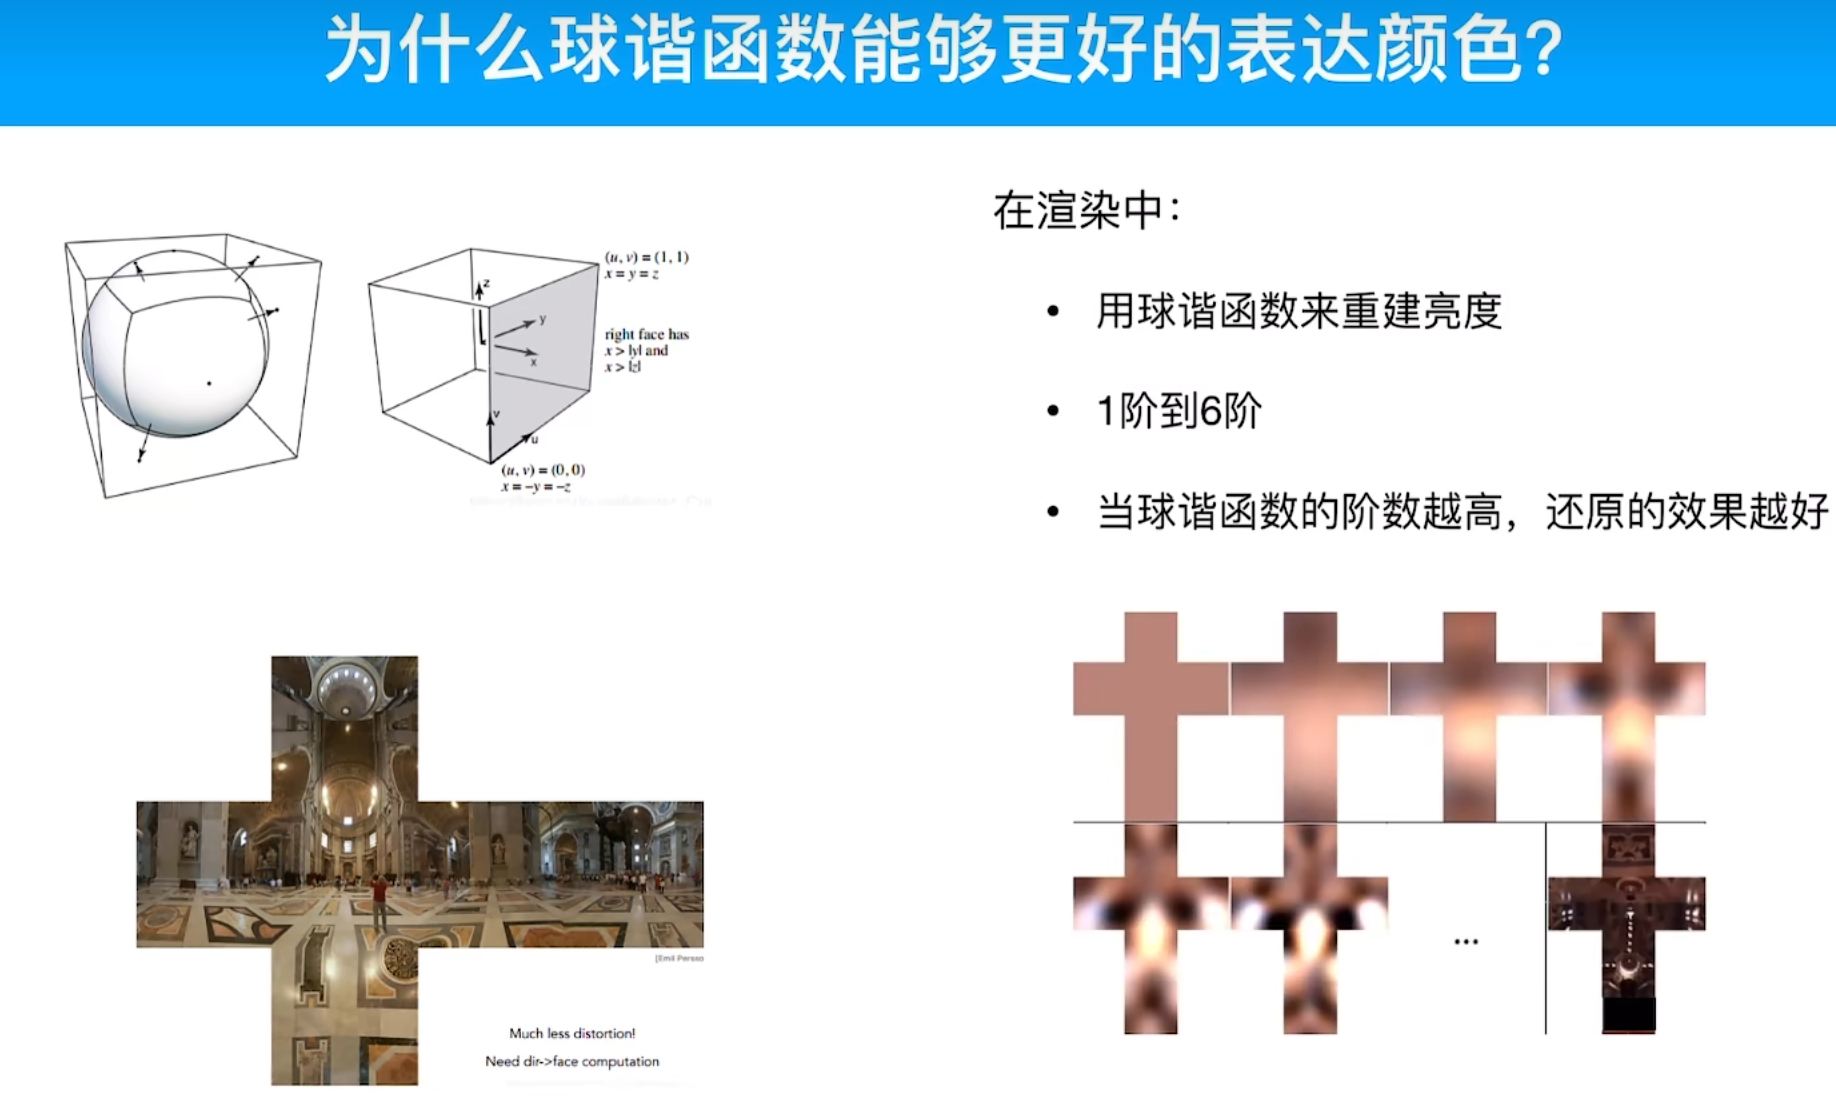 为什么球谐函数能够更好的表达颜色?
(u, v) = (1, 1)
x = y = z
z
y
x
right face has
x > |y| and
x > |z|
v
u
(u, v) = (0, 0)
x = −y = −z
在渲染中：
• 用球谐函数来重建亮度
• 1阶到6阶
• 当球谐函数的阶数越高，还原的效果越好
[Emil Persso
Much less distortion!
Need dir->face computation
...